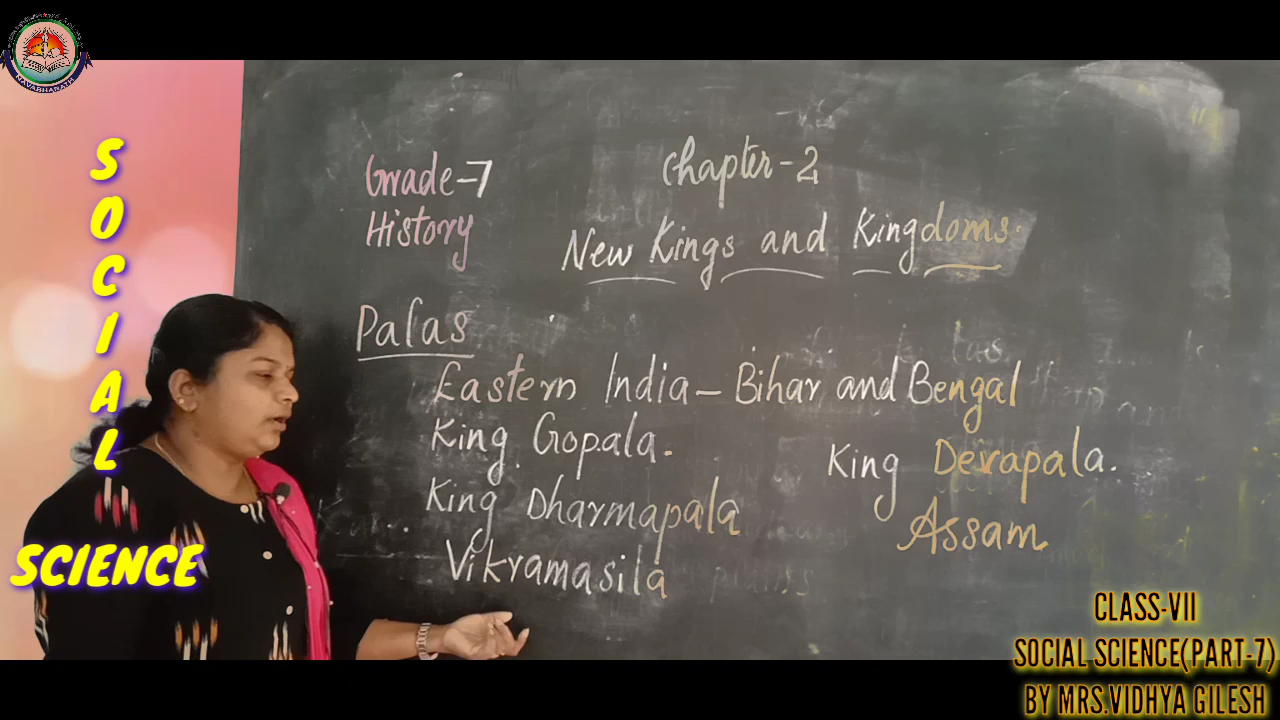 NAVABHARATH
SOCIAL
SCIENCE
Grade-7
History
Chapter-2
New Kings and Kingdoms.
Palas
Eastern India - Bihar and Bengal
King Gopala.
King Devapala.
King Dharmapala
Assam
Vikramasila
CLASS-VII
SOCIAL SCIENCE(PART-7)
BY MRS.VIDHYA GILESH